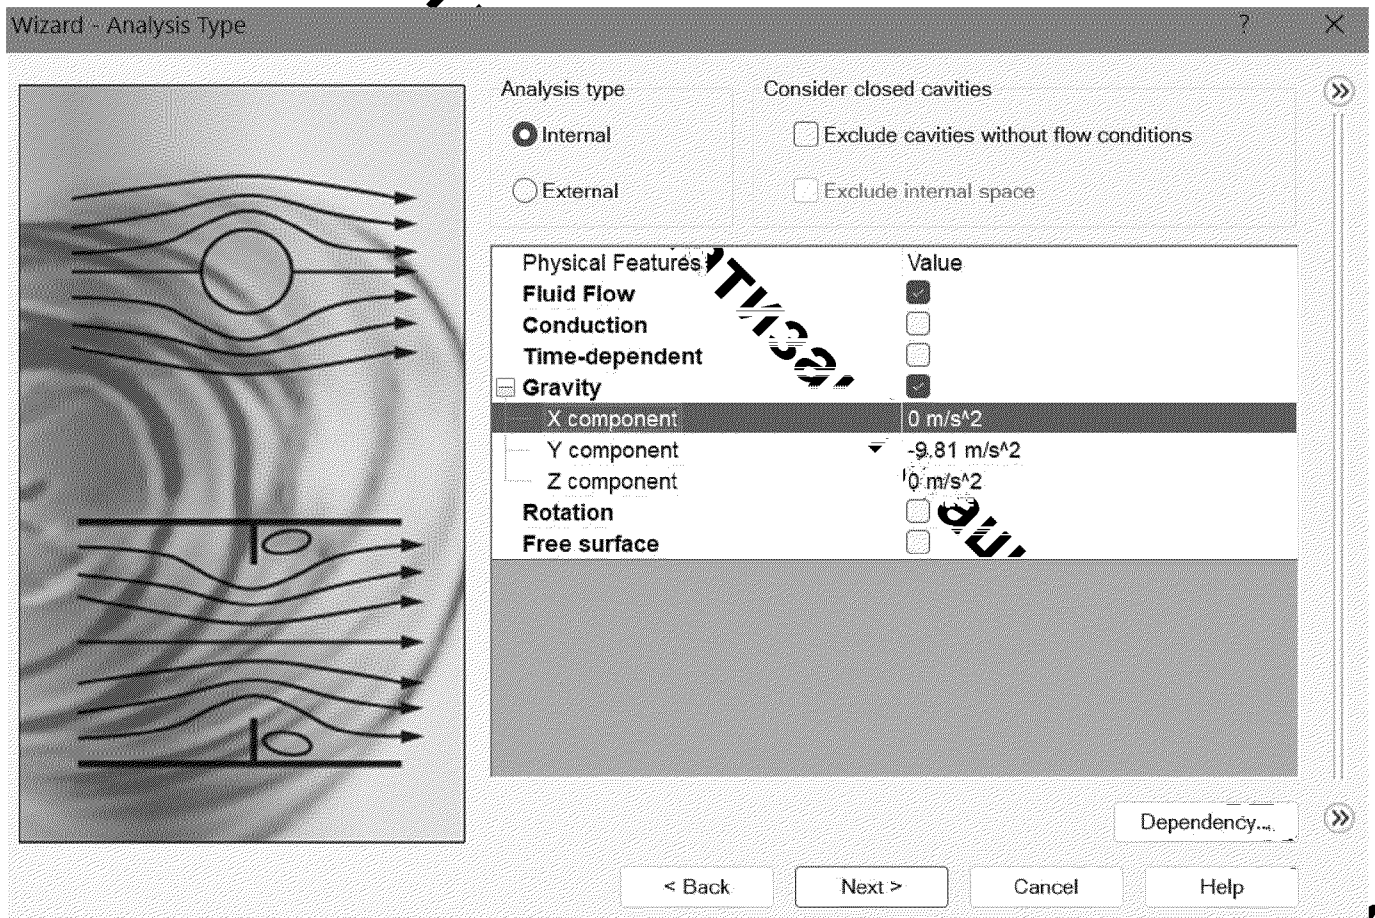 Wizard - Analysis Type ?
Analysis type
Internal
External
Consider closed cavities
Exclude cavities without flow conditions
Exclude internal space
Physical Features Value
Fluid Flow
Conduction
Time-dependent
Gravity
X component 0 m/s^2
Y component -9.81 m/s^2
Z component 0 m/s^2
Rotation
Free surface
Dependency...
< Back Next > Cancel Help